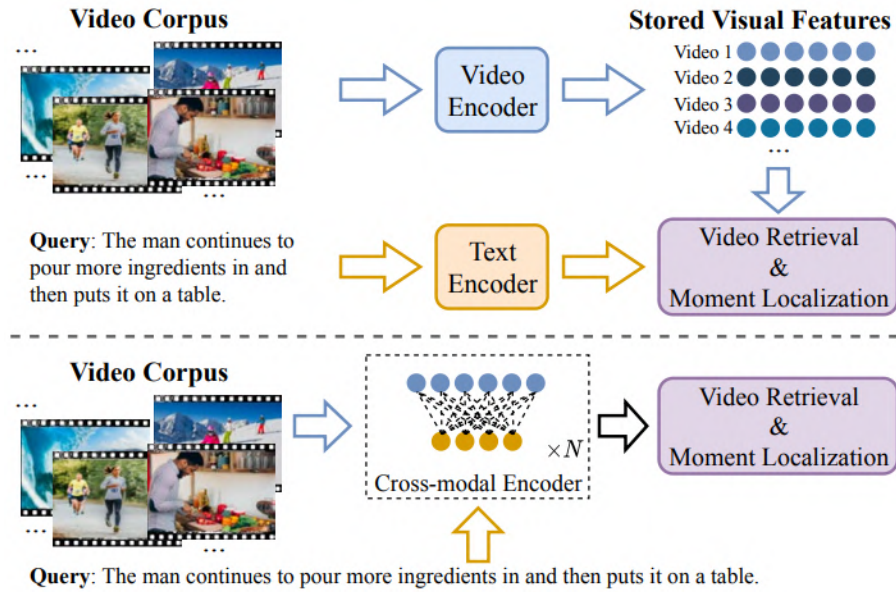 Video Corpus
Stored Visual Features
...
Video
Encoder
Video 1
Video 2
Video 3
Video 4
...
...
...
Query: The man continues to
pour more ingredients in and
then puts it on a table.
Text
Encoder
Video Retrieval
&
Moment Localization
Video Corpus
...
...
...
×N
Cross-modal Encoder
Video Retrieval
&
Moment Localization
Query: The man continues to pour more ingredients in and then puts it on a table.